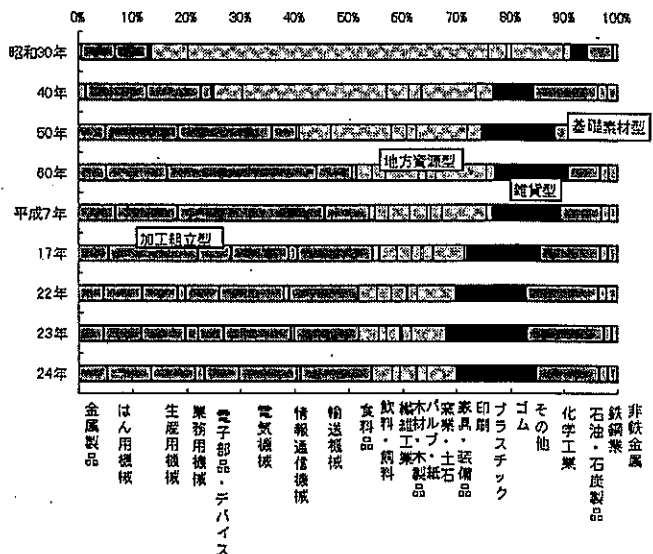 0% 10% 20% 30% 40% 50% 60% 70% 80% 90% 100%
昭和30年
40年
50年
基礎素材型
地方資源型
60年
雑貨型
平成7年
加工組立型
17年
22年
23年
24年
金属製品
はん用機械
生産用機械
業務用機械
電子部品・デバイス
電気機械
情報通信機械
輸送機械
食料品
飲料・飼料
繊維工業
木材・木製品
パルプ・紙
窯業・土石
家具・装備品
印刷
プラスチック
ゴム
その他
化学工業
石油・石炭製品
鉄鋼業
非鉄金属